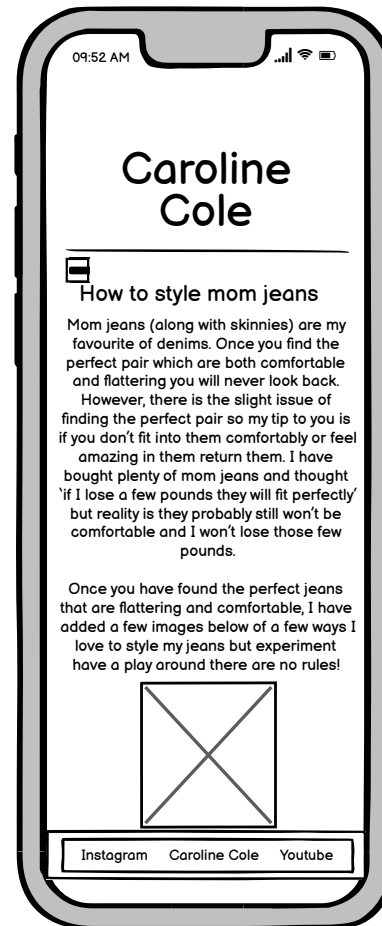 09:52 AM
Caroline
Cole
How to style mom jeans
Mom jeans (along with skinnies) are my
favourite of denims. Once you find the
perfect pair which are both comfortable
and flattering you will never look back.
However, there is the slight issue of
finding the perfect pair so my tip to you is
if you don't fit into them comfortably or feel
amazing in them return them. I have
bought plenty of mom jeans and thought
'if I lose a few pounds they will fit perfectly'
but reality is they probably still won't be
comfortable and I won't lose those few
pounds.
Once you have found the perfect jeans
that are flattering and comfortable, I have
added a few images below of a few ways I
love to style my jeans but experiment
have a play around there are no rules!
Instagram Caroline Cole Youtube